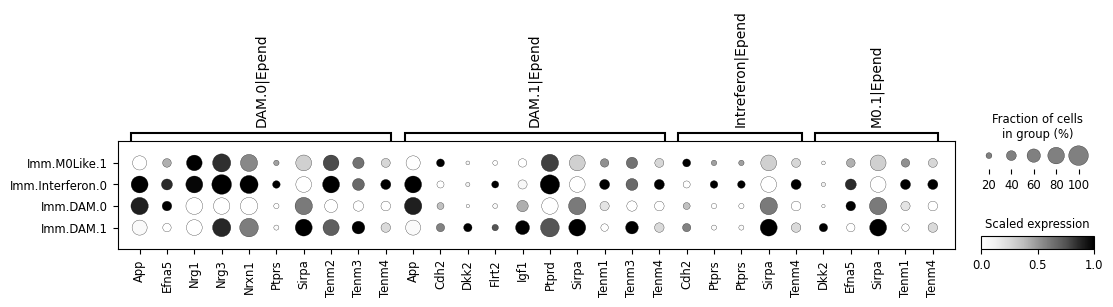 DAM.0|Epend
DAM.1|Epend
Intreferon|Epend
M0.1|Epend
Imm.M0Like.1
Imm.Interferon.0
Imm.DAM.0
Imm.DAM.1
App
Efna5
Nrg1
Nrg3
Nrxn1
Ptprs
Sirpa
Tenm2
Tenm3
Tenm4
App
Cdh2
Dkk2
Flrt2
Igf1
Ptprd
Sirpa
Tenm1
Tenm3
Tenm4
Cdh2
Ptprs
Ptprs
Sirpa
Tenm4
Dkk2
Efna5
Sirpa
Tenm1
Tenm4
Fraction of cells
in group (%)
20 40 60 80 100
Scaled expression
0.0 0.5 1.0